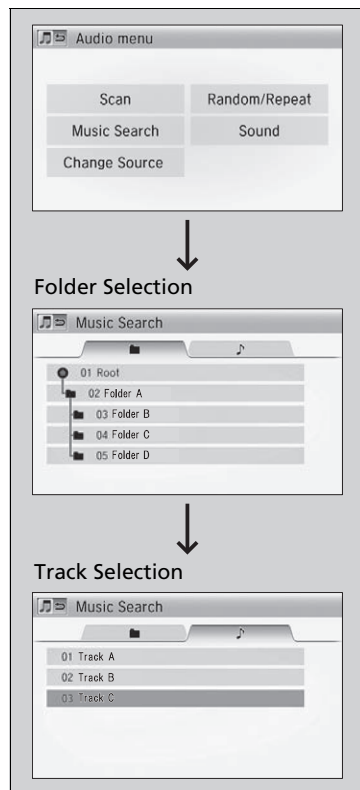 Audio menu
Scan Random/Repeat
Music Search Sound
Change Source
Folder Selection
Music Search
01 Root
02 Folder A
03 Folder B
04 Folder C
05 Folder D
Track Selection
Music Search
01 Track A
02 Track B
03 Track C